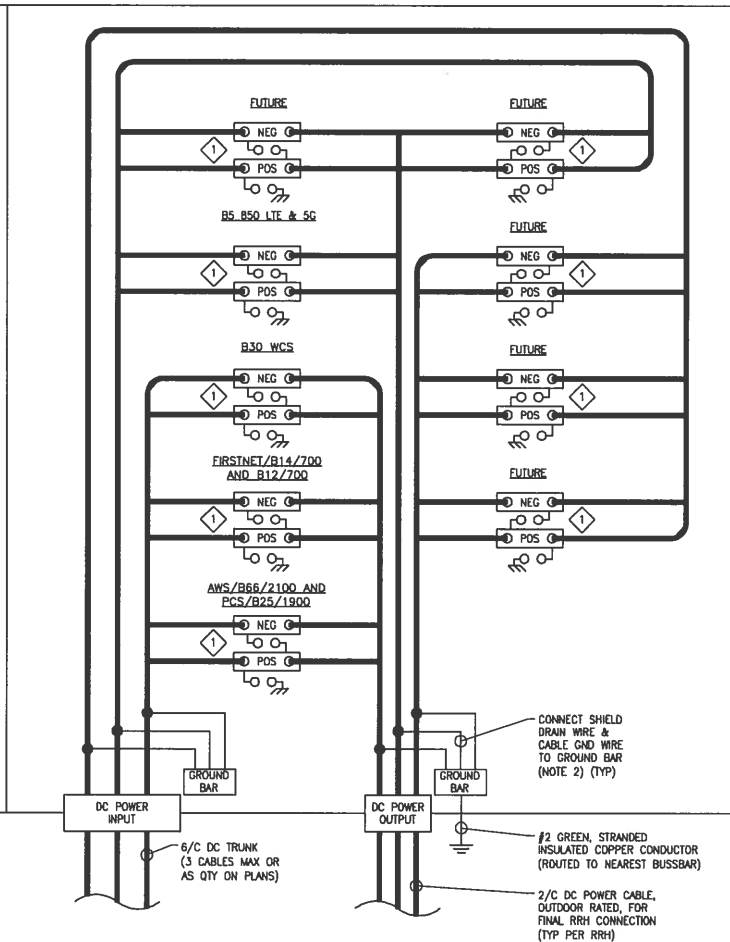 FUTURE
FUTURE
NEG
NEG
1
1
POS
POS
B5 850 LTE & 5G
FUTURE
NEG
NEG
1
1
POS
POS
B30 WCS
FUTURE
NEG
NEG
1
1
POS
POS
FIRSTNET/B14/700
AND B12/700
FUTURE
NEG
NEG
1
1
POS
POS
AWS/B66/2100 AND
PCS/B25/1900
NEG
1
POS
CONNECT SHIELD
DRAIN WIRE &
CABLE GND WIRE
TO GROUND BAR
(NOTE 2) (TYP)
GROUND
BAR
GROUND
BAR
DC POWER
INPUT
DC POWER
OUTPUT
6/C DC TRUNK
(3 CABLES MAX OR
AS QTY ON PLANS)
#2 GREEN, STRANDED
INSULATED COPPER CONDUCTOR
(ROUTED TO NEAREST BUSSBAR)
2/C DC POWER CABLE,
OUTDOOR RATED, FOR
FINAL RRH CONNECTION
(TYP PER RRH)